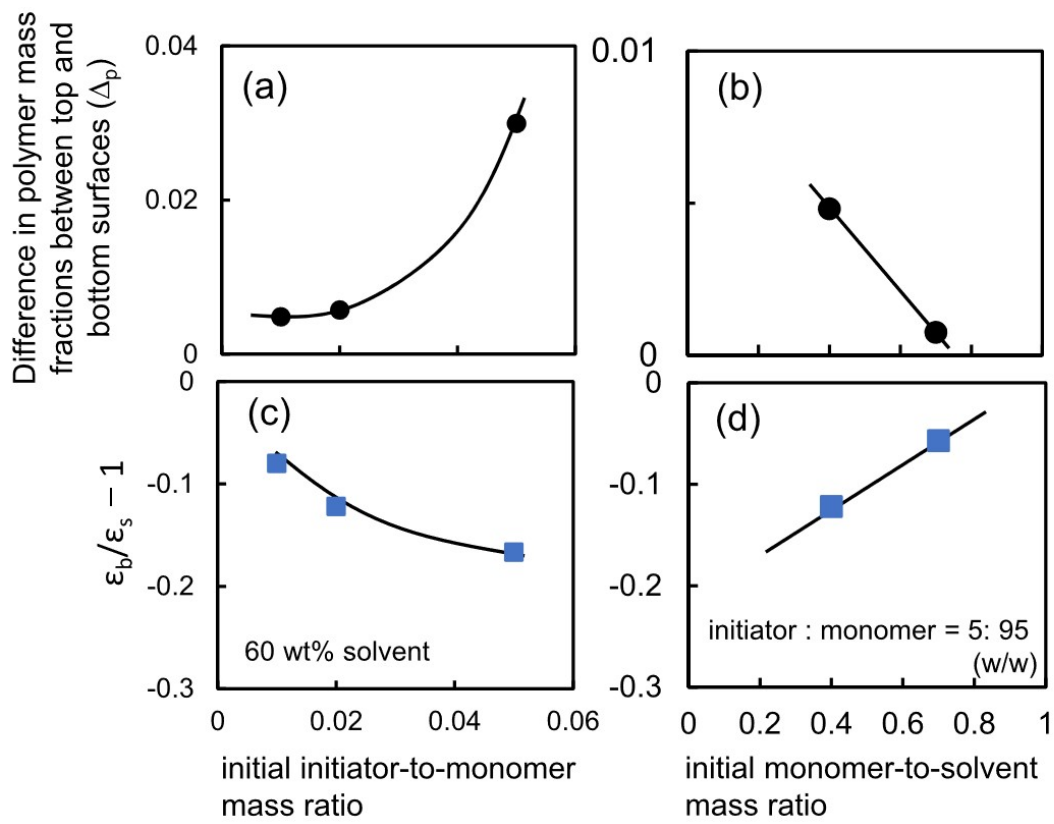 Difference in polymer mass
fractions between top and
bottom surfaces (Δp)
0.04
0.02
0
(a)
0.01
0
(b)
εb/εs − 1
0
-0.1
-0.2
-0.3
(c)
60 wt% solvent
0
0.02
0.04
0.06
initial initiator-to-monomer
mass ratio
0
-0.1
-0.2
-0.3
(d)
initiator : monomer = 5: 95
(w/w)
0
0.2
0.4
0.6
0.8
1
initial monomer-to-solvent
mass ratio